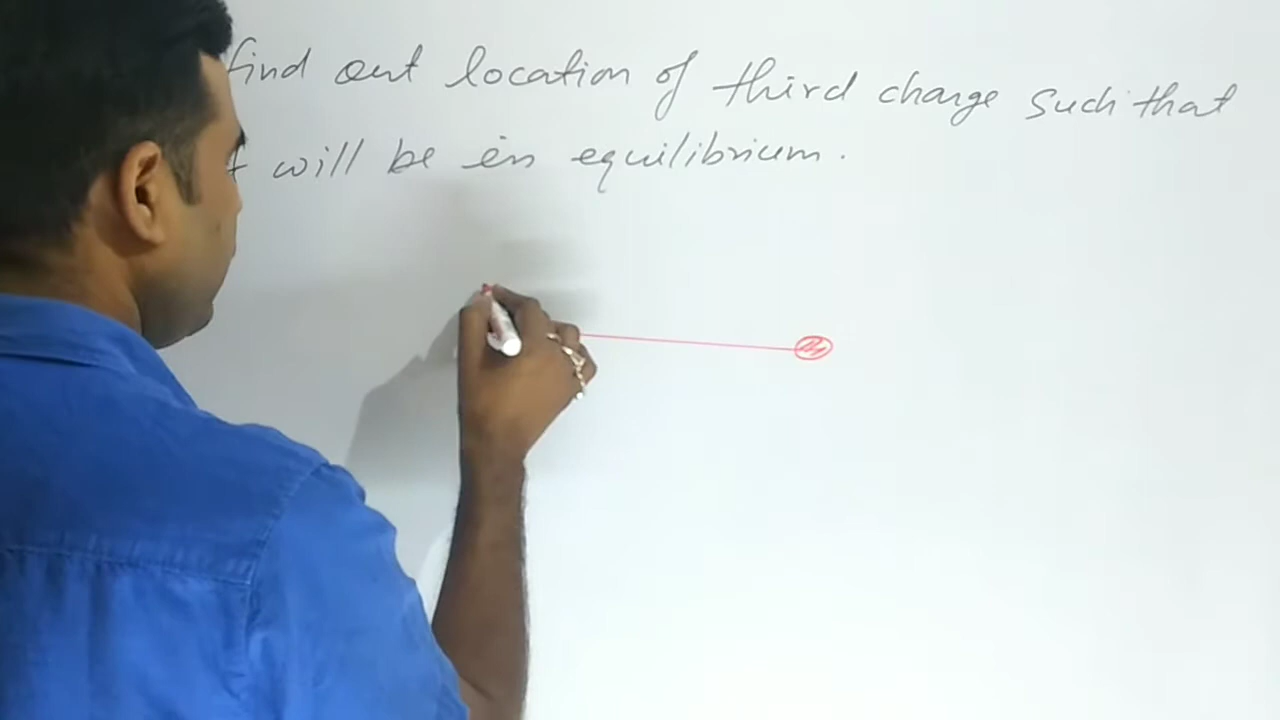 find out location of third charge such that
will be in equilibrium.